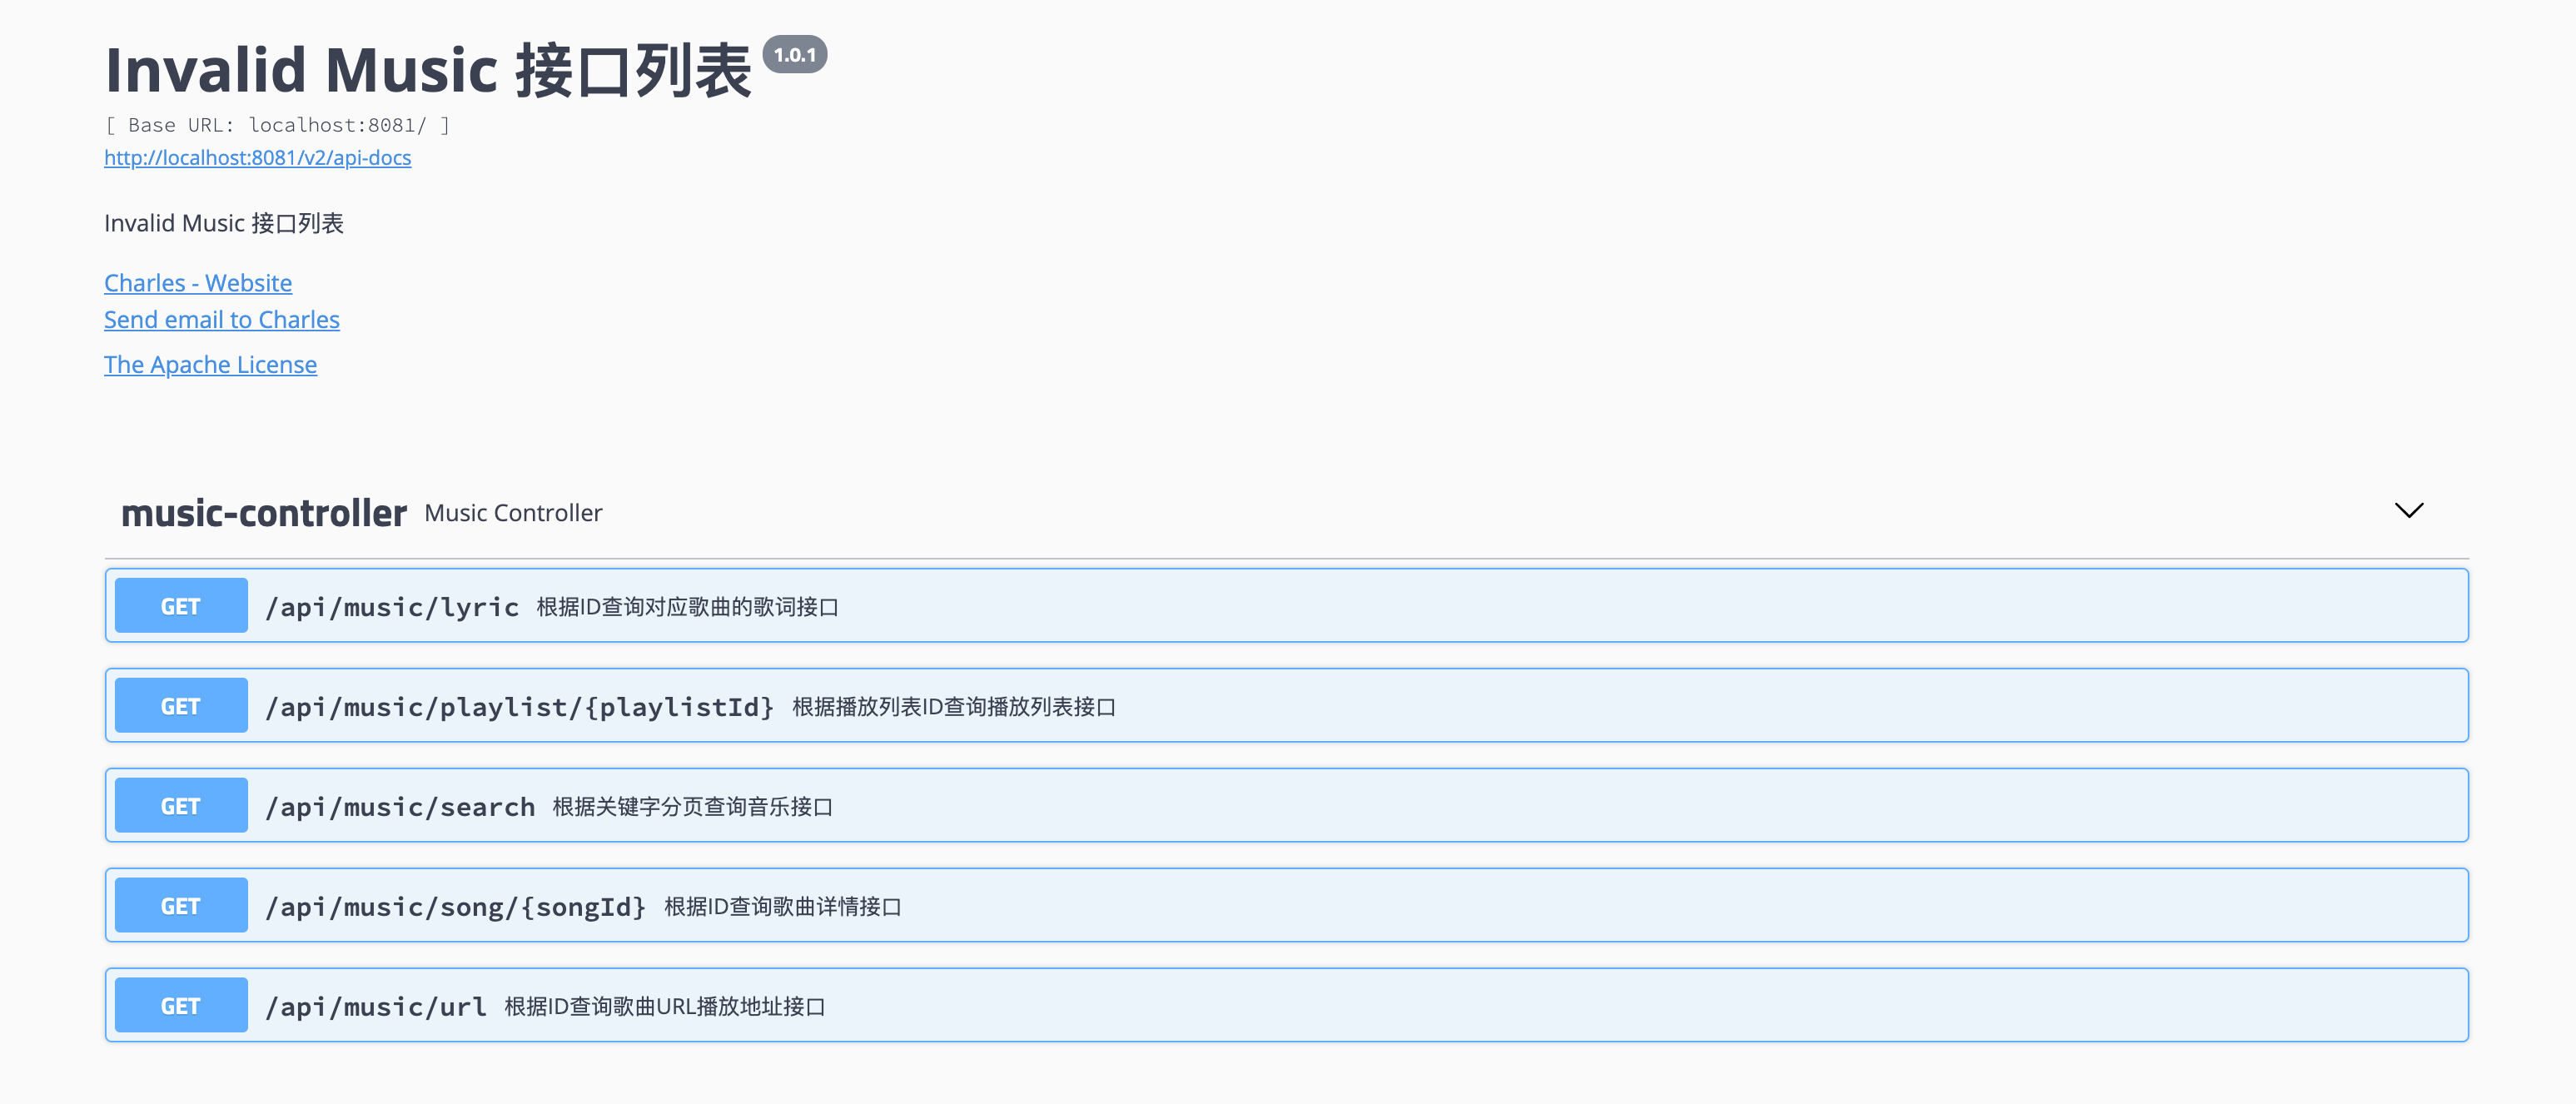 Invalid Music 接口列表 1.0.1
[ Base URL: localhost:8081/ ]
http://localhost:8081/v2/api-docs
Invalid Music 接口列表
Charles - Website
Send email to Charles
The Apache License
music-controller Music Controller
GET /api/music/lyric 根据ID查询对应歌曲的歌词接口
GET /api/music/playlist/{playlistId} 根据播放列表ID查询播放列表接口
GET /api/music/search 根据关键字分页查询音乐接口
GET /api/music/song/{songId} 根据ID查询歌曲详情接口
GET /api/music/url 根据ID查询歌曲URL播放地址接口